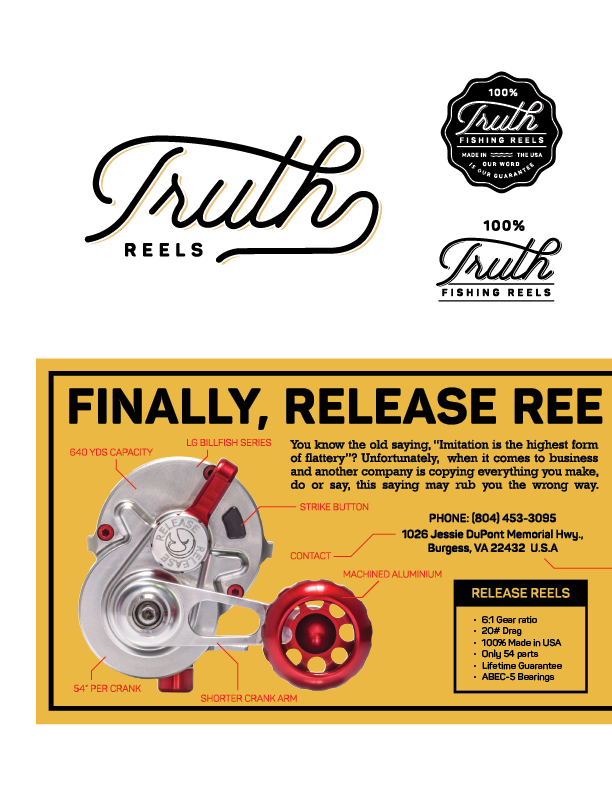 Truth
REELS
100%
Truth
FISHING REELS
MADE IN THE USA
OUR WORD
IS OUR GUARANTEE
100%
Truth
FISHING REELS
FINALLY, RELEASE REE
640 YDS CAPACITY
LG BILLFISH SERIES
You know the old saying, "Imitation is the highest form
of flattery"? Unfortunately, when it comes to business
and another company is copying everything you make,
do or say, this saying may rub you the wrong way.
STRIKE BUTTON
RELEASE
RELEASE
PHONE: (804) 453-3095
1026 Jessie DuPont Memorial Hwy.,
Burgess, VA 22432 U.S.A
CONTACT
MACHINED ALUMINIUM
RELEASE REELS
• 6:1 Gear ratio
• 20# Drag
• 100% Made in USA
• Only 54 parts
• Lifetime Guarantee
• ABEC-5 Bearings
54" PER CRANK
SHORTER CRANK ARM